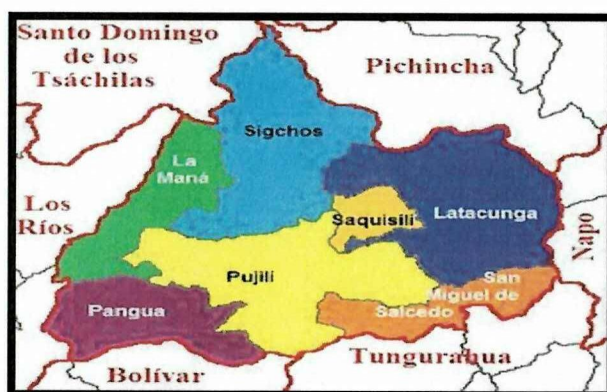 Santo Domingo
de los
Tsáchilas
Pichincha
Sigchos
La
Maná
Los
Ríos
Saquisilí
Latacunga
Napo
Pujilí
San
Miguel de
Salcedo
Pangua
Bolívar
Tungurahua